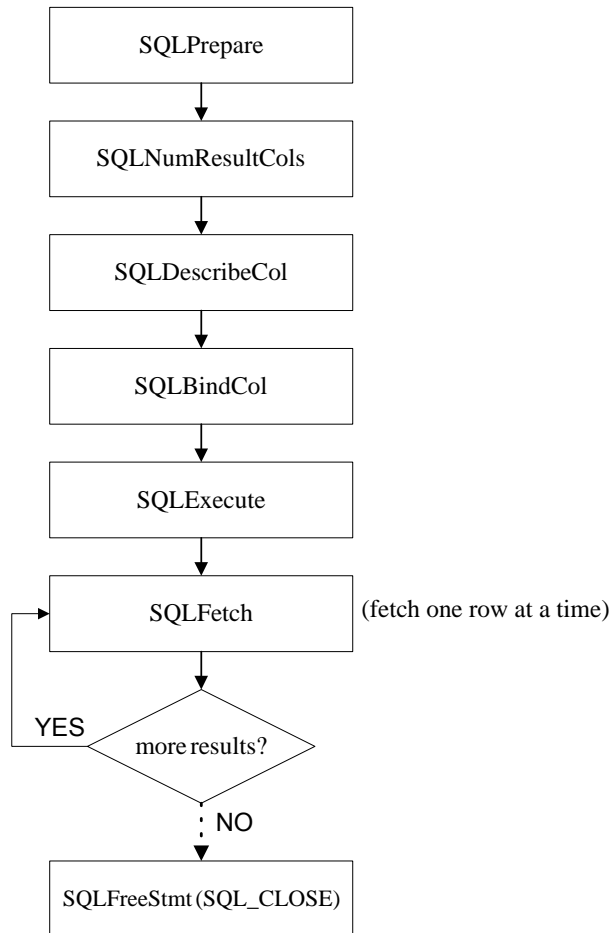 SQLPrepare
SQLNumResultCols
SQLDescribeCol
SQLBindCol
SQLExecute
SQLFetch
(fetch one row at a time)
YES
more results?
NO
SQLFreeStmt (SQL_CLOSE)